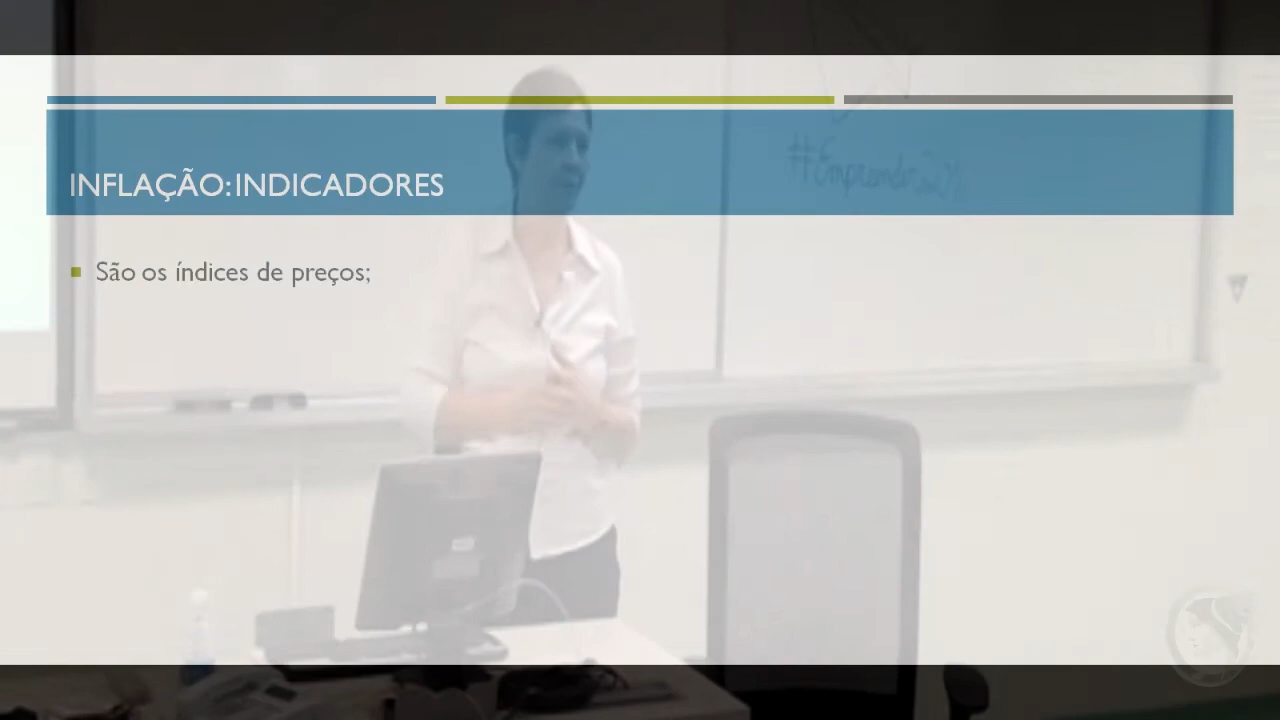 INFLAÇÃO: INDICADORES
São os índices de preços;